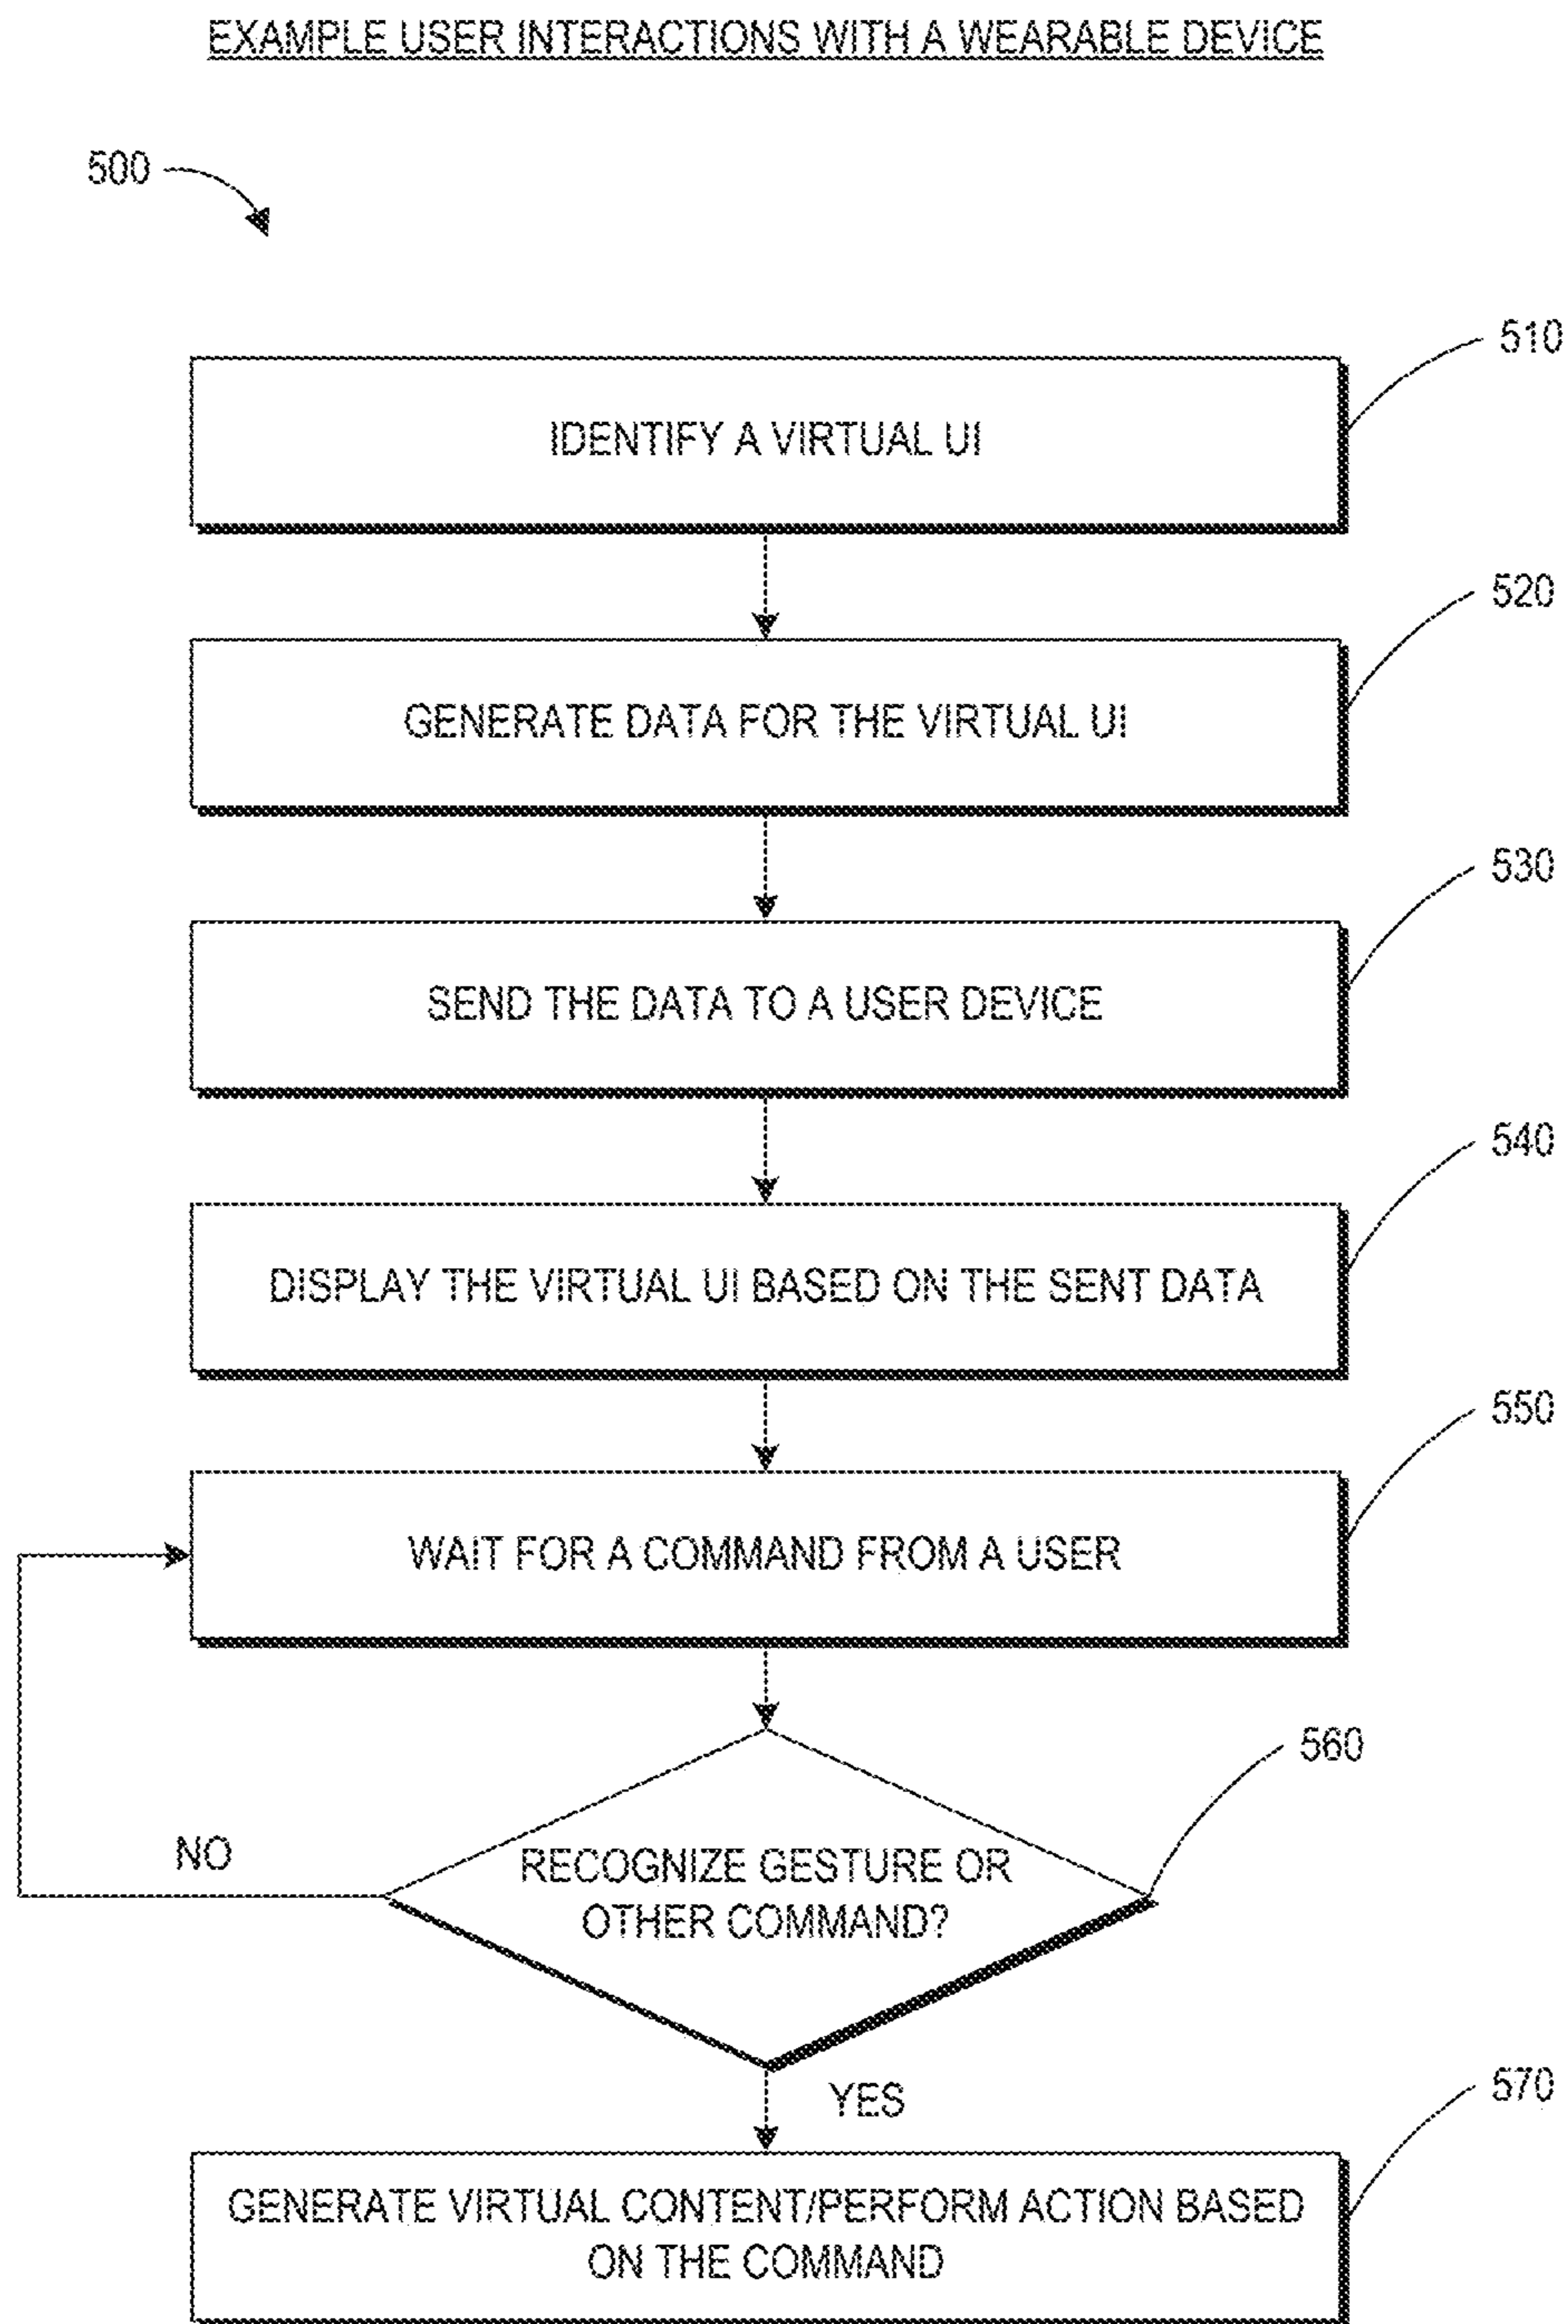 EXAMPLE USER INTERACTIONS WITH A WEARABLE DEVICE
500
510
IDENTIFY A VIRTUAL UI
520
GENERATE DATA FOR THE VIRTUAL UI
530
SEND THE DATA TO A USER DEVICE
540
DISPLAY THE VIRTUAL UI BASED ON THE SENT DATA
550
WAIT FOR A COMMAND FROM A USER
560
NO
RECOGNIZE GESTURE OR
OTHER COMMAND?
YES
570
GENERATE VIRTUAL CONTENT/PERFORM ACTION BASED
ON THE COMMAND